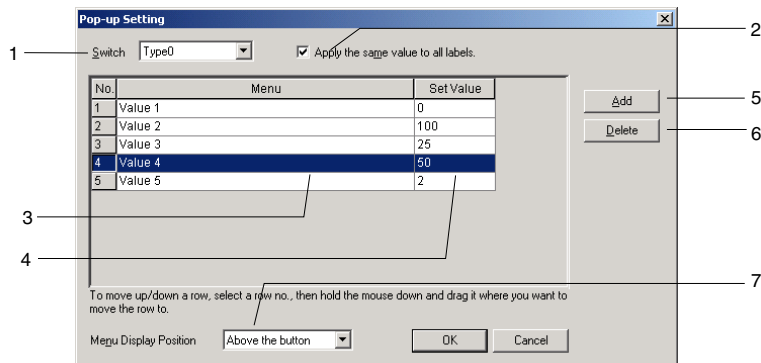 Pop-up Setting
2
1
Switch Type0 Apply the same value to all labels.
No. Menu Set Value
1 Value 1 0
2 Value 2 100
3 Value 3 25
4 Value 4 50
5 Value 5 2
Add 5
Delete 6
3
4
7
To move up/down a row, select a row no., then hold the mouse down and drag it where you want to
move the row to.
Menu Display Position Above the button OK Cancel